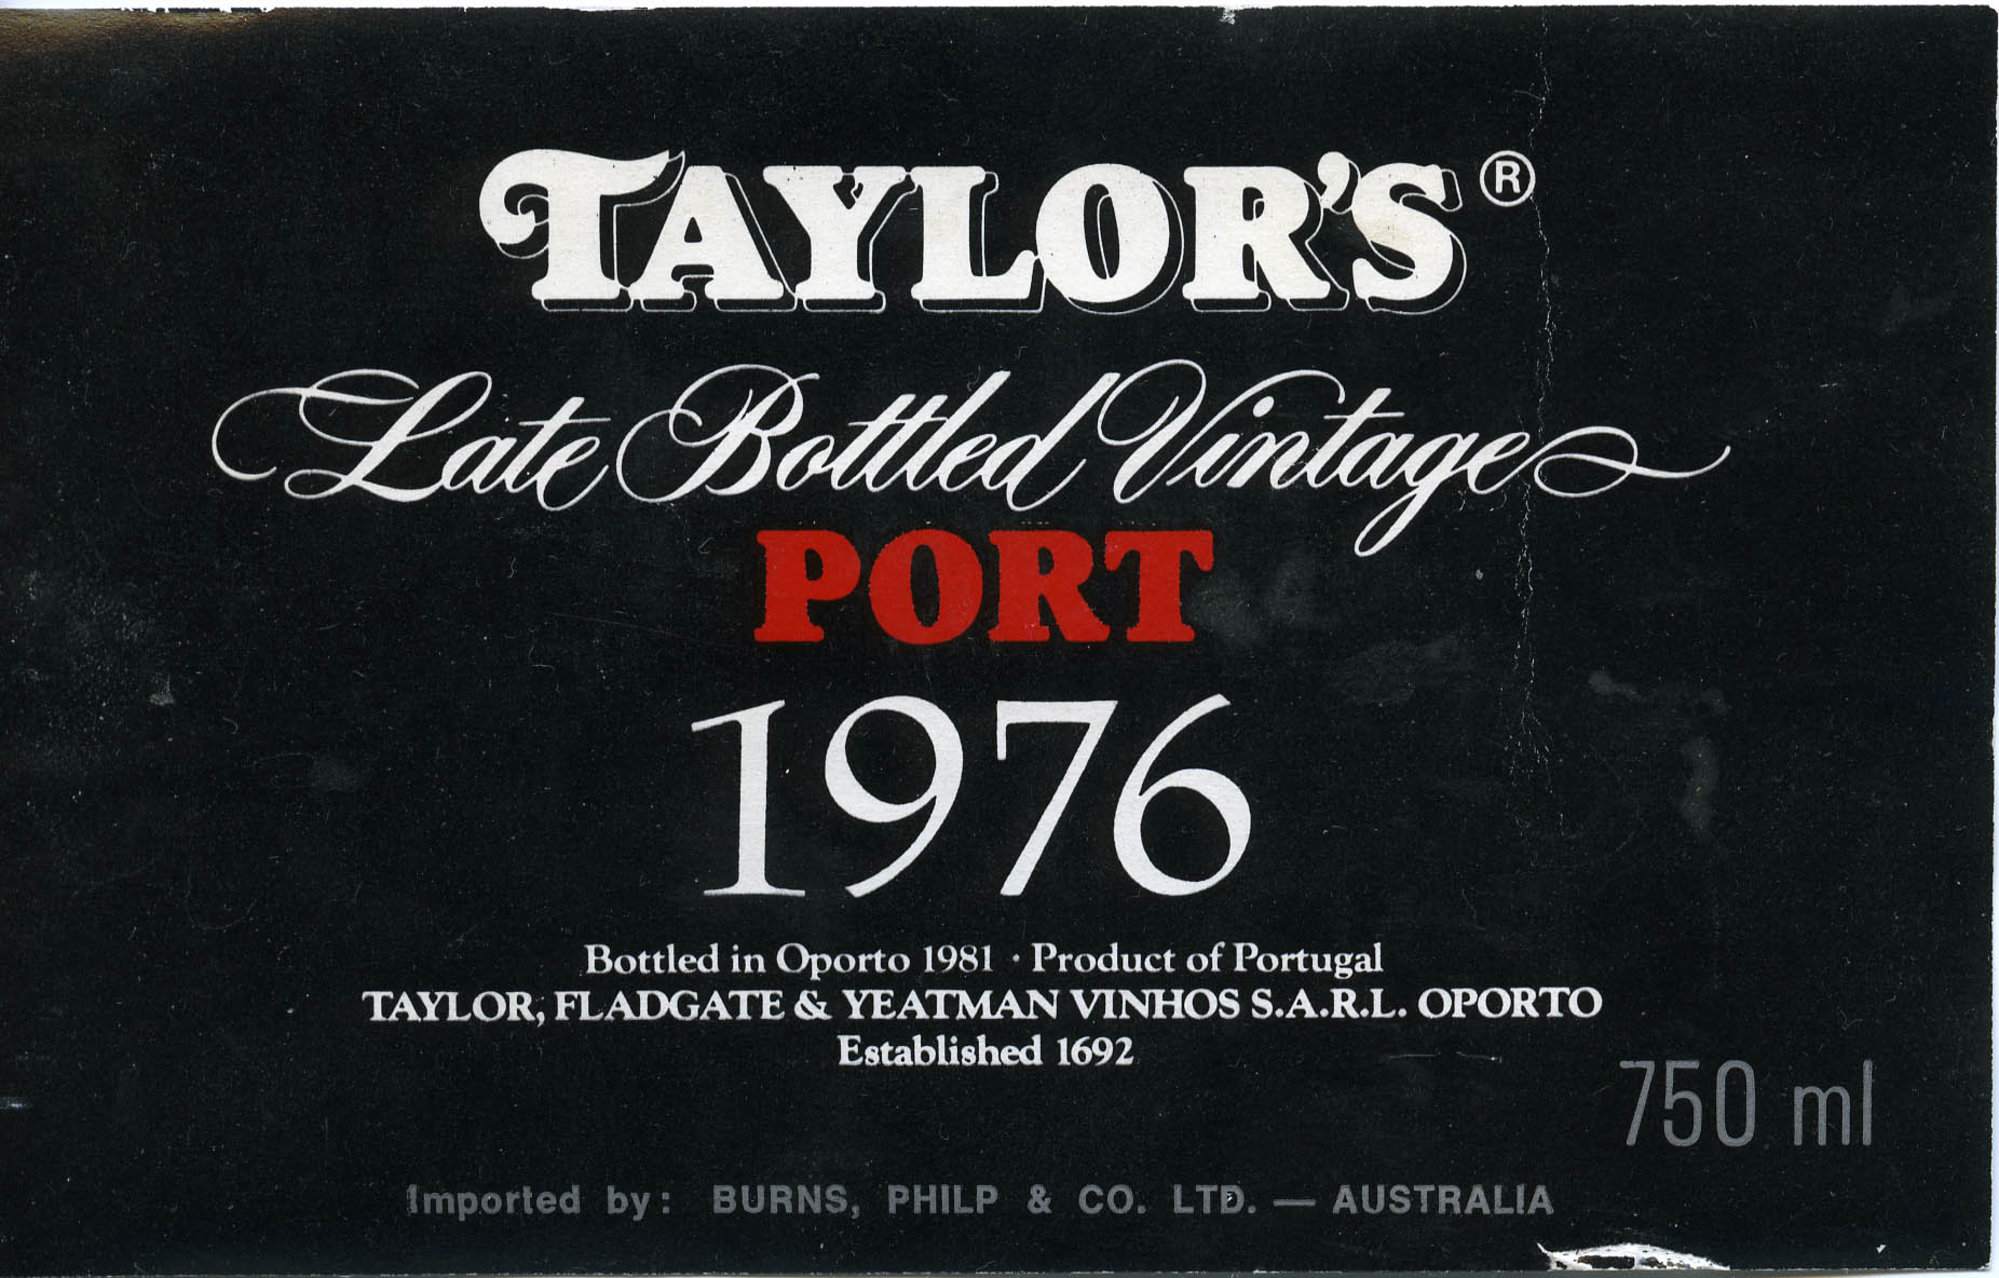 TAYLOR'S ®
Late Bottled Vintage
PORT
1976
Bottled in Oporto 1981 · Product of Portugal
TAYLOR, FLADGATE & YEATMAN VINHOS S.A.R.L. OPORTO
Established 1692
750 ml
Imported by: BURNS, PHILP & CO. LTD. — AUSTRALIA